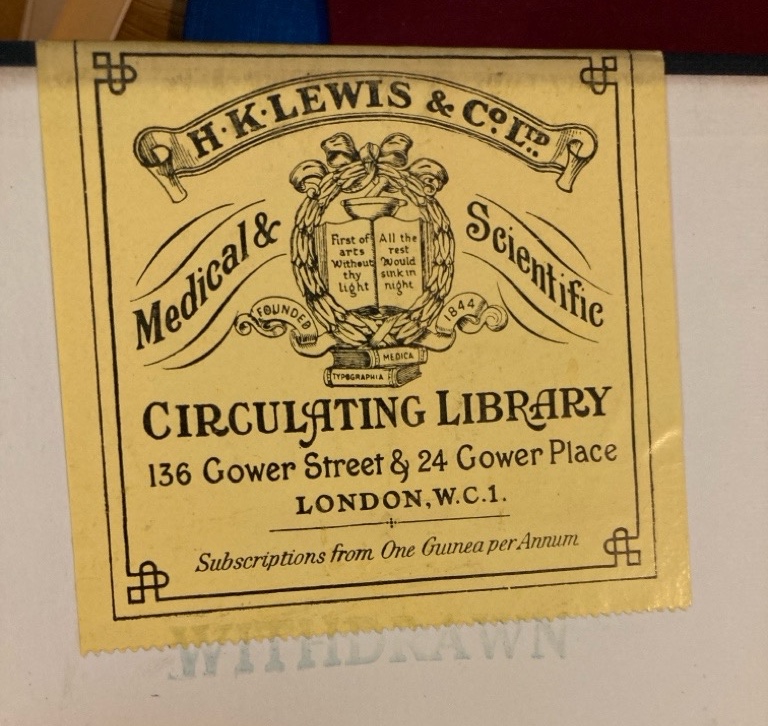 H·K·LEWIS & Co. LTD.
Medical & Scientific
First of
arts
Without
thy
light
All the
rest
Would
sink in
night
FOUNDED 1844
MEDICA
TYPOGRAPHIA
CIRCULATING LIBRARY
136 Gower Street & 24 Gower Place
LONDON, W.C.1.
Subscriptions from One Guinea per Annum
WITHDRAWN